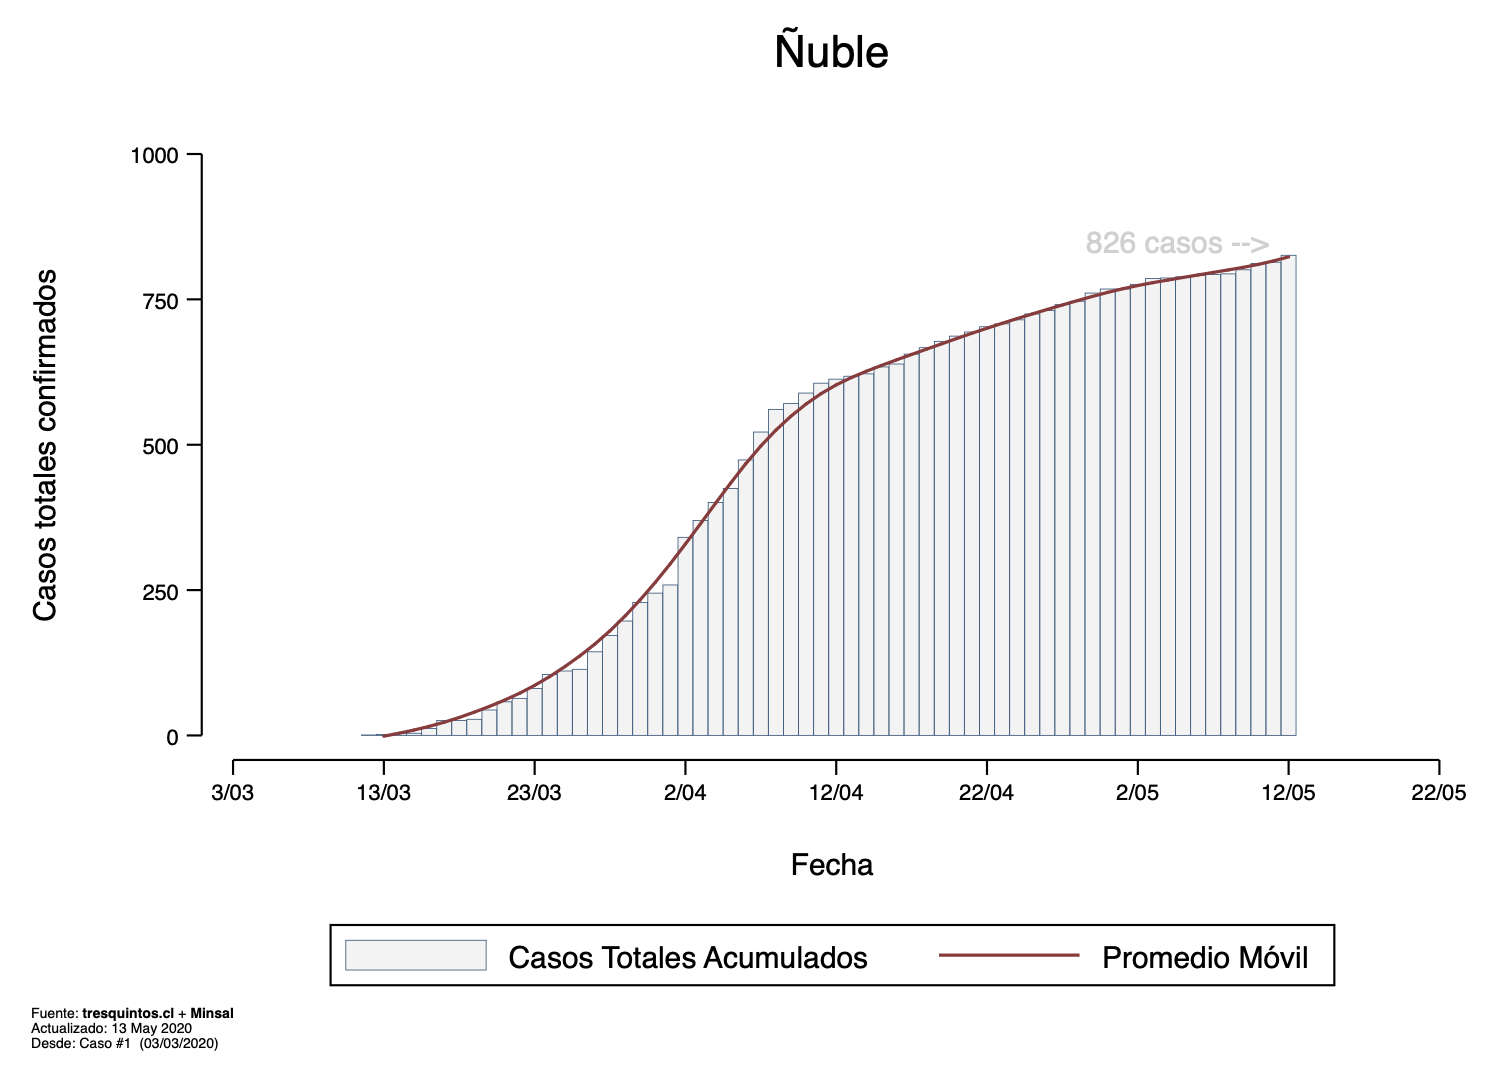 Ñuble
1000
750
500
250
0
Casos totales confirmados
826 casos -->
3/03 13/03 23/03 2/04 12/04 22/04 2/05 12/05 22/05
Fecha
Casos Totales Acumulados Promedio Móvil
Fuente: tresquintos.cl + Minsal
Actualizado: 13 May 2020
Desde: Caso #1 (03/03/2020)